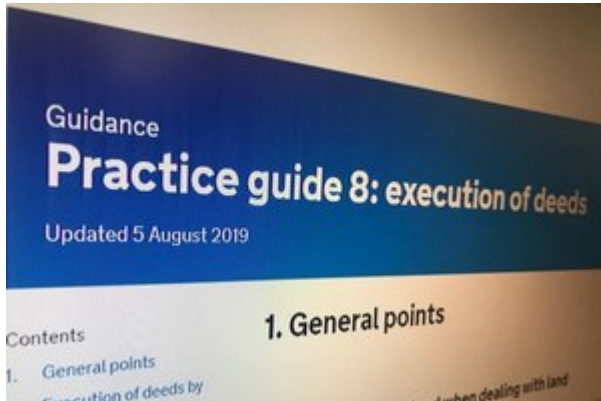 Guidance
Practice guide 8: execution of deeds
Updated 5 August 2019
Contents
1. General points
Execution of deeds by
1. General points
when dealing with land